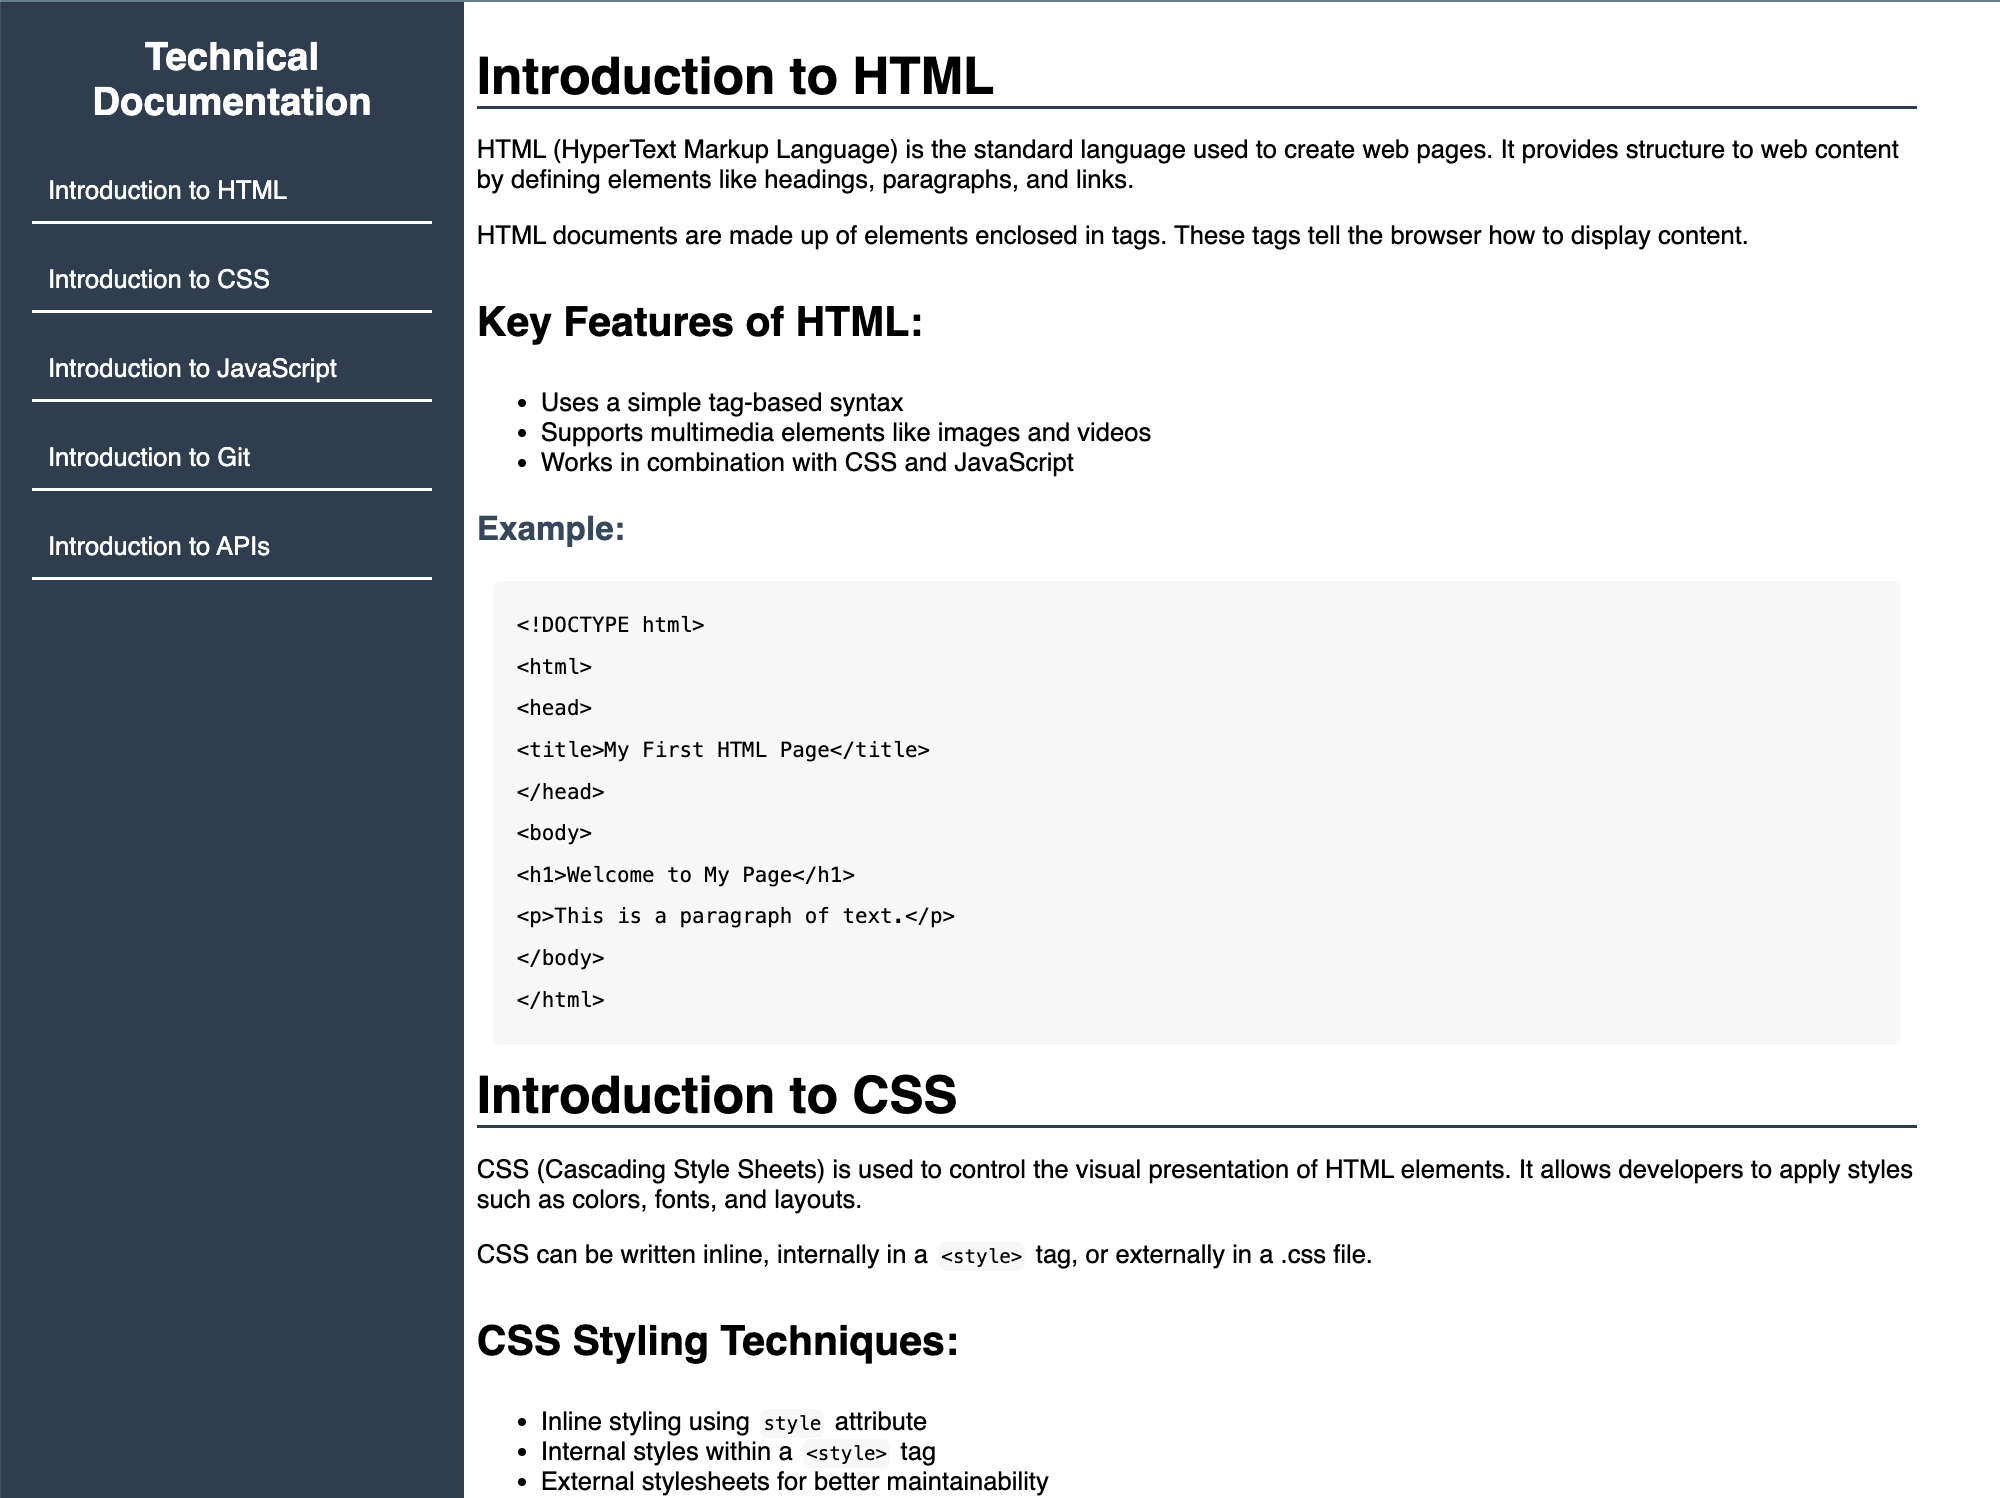 Technical
Documentation
Introduction to HTML
Introduction to CSS
Introduction to JavaScript
Introduction to Git
Introduction to APIs
Introduction to HTML
HTML (HyperText Markup Language) is the standard language used to create web pages. It provides structure to web content
by defining elements like headings, paragraphs, and links.
HTML documents are made up of elements enclosed in tags. These tags tell the browser how to display content.
Key Features of HTML:
• Uses a simple tag-based syntax
• Supports multimedia elements like images and videos
• Works in combination with CSS and JavaScript
Example:
<!DOCTYPE html>
<html>
<head>
<title>My First HTML Page</title>
</head>
<body>
<h1>Welcome to My Page</h1>
<p>This is a paragraph of text.</p>
</body>
</html>
Introduction to CSS
CSS (Cascading Style Sheets) is used to control the visual presentation of HTML elements. It allows developers to apply styles
such as colors, fonts, and layouts.
CSS can be written inline, internally in a <style> tag, or externally in a .css file.
CSS Styling Techniques:
• Inline styling using style attribute
• Internal styles within a <style> tag
• External stylesheets for better maintainability